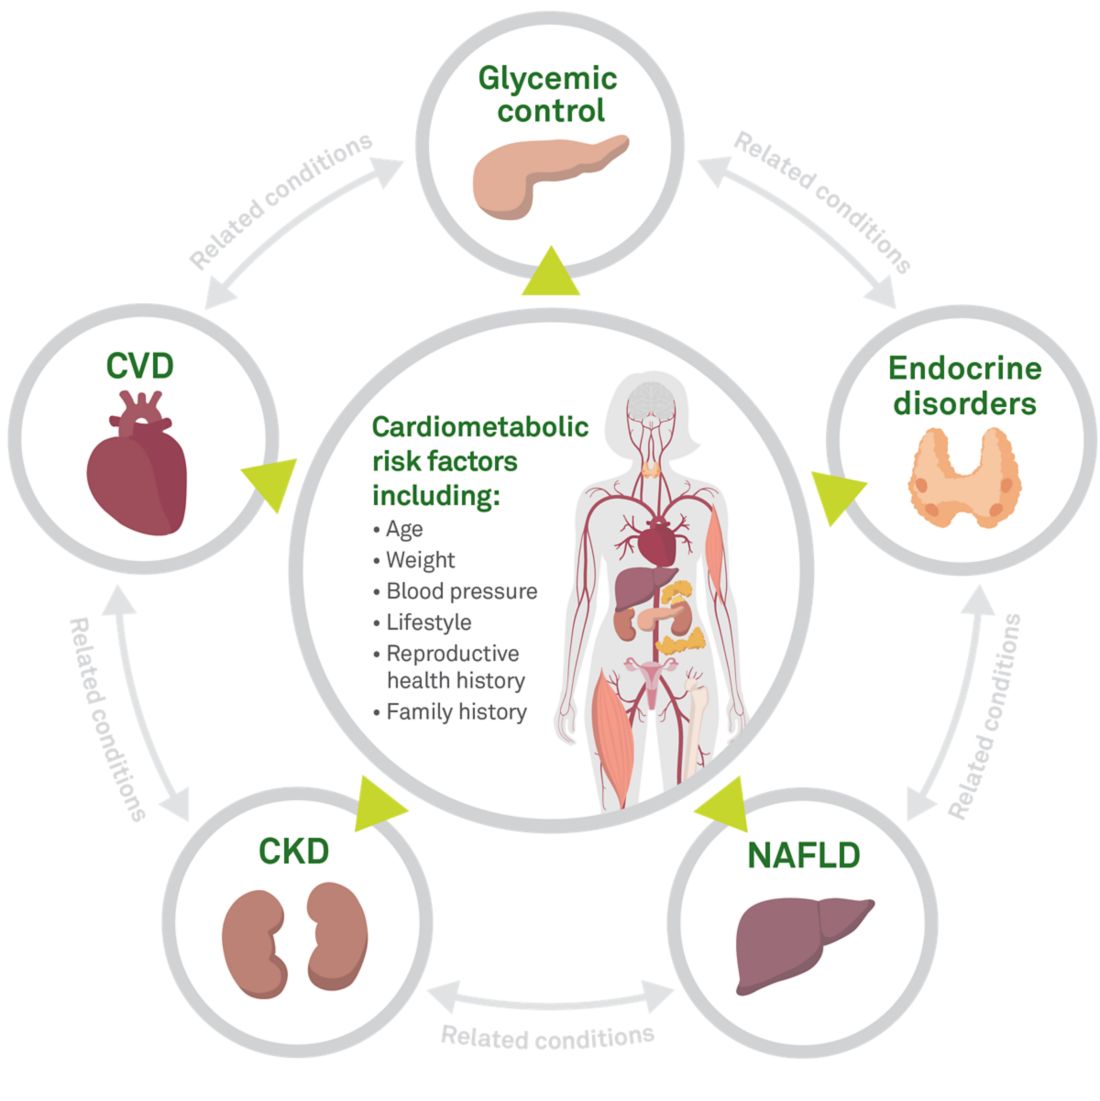 Glycemic
control
Related conditions
Related conditions
CVD
Endocrine
disorders
Cardiometabolic
risk factors
including:
• Age
• Weight
• Blood pressure
• Lifestyle
• Reproductive
health history
• Family history
Related conditions
Related conditions
CKD
NAFLD
Related conditions